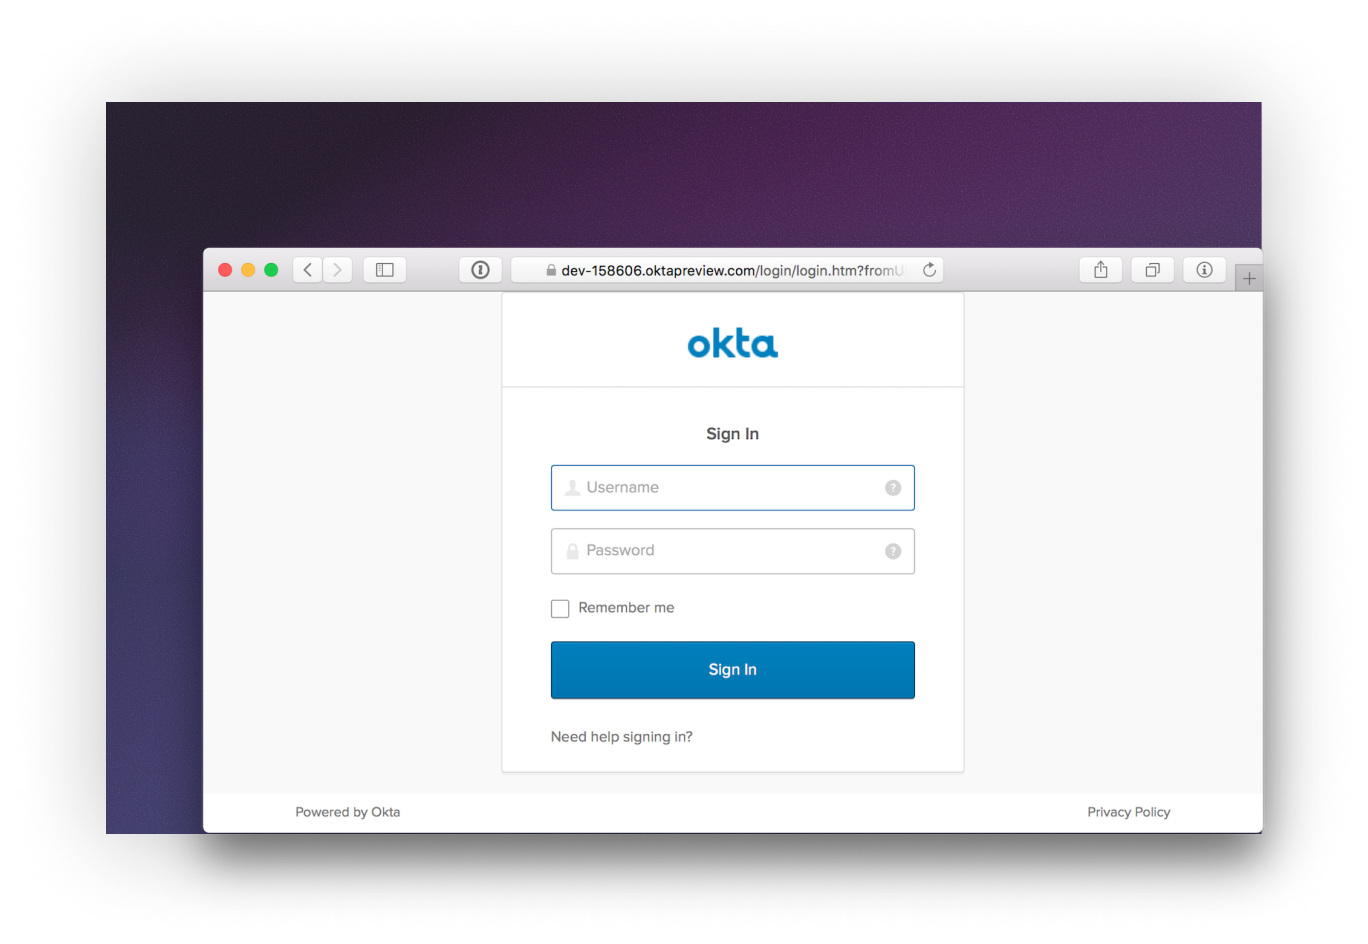 dev-158606.oktapreview.com/login/login.htm?fromU
okta
Sign In
Username
Password
Remember me
Sign In
Need help signing in?
Powered by Okta
Privacy Policy